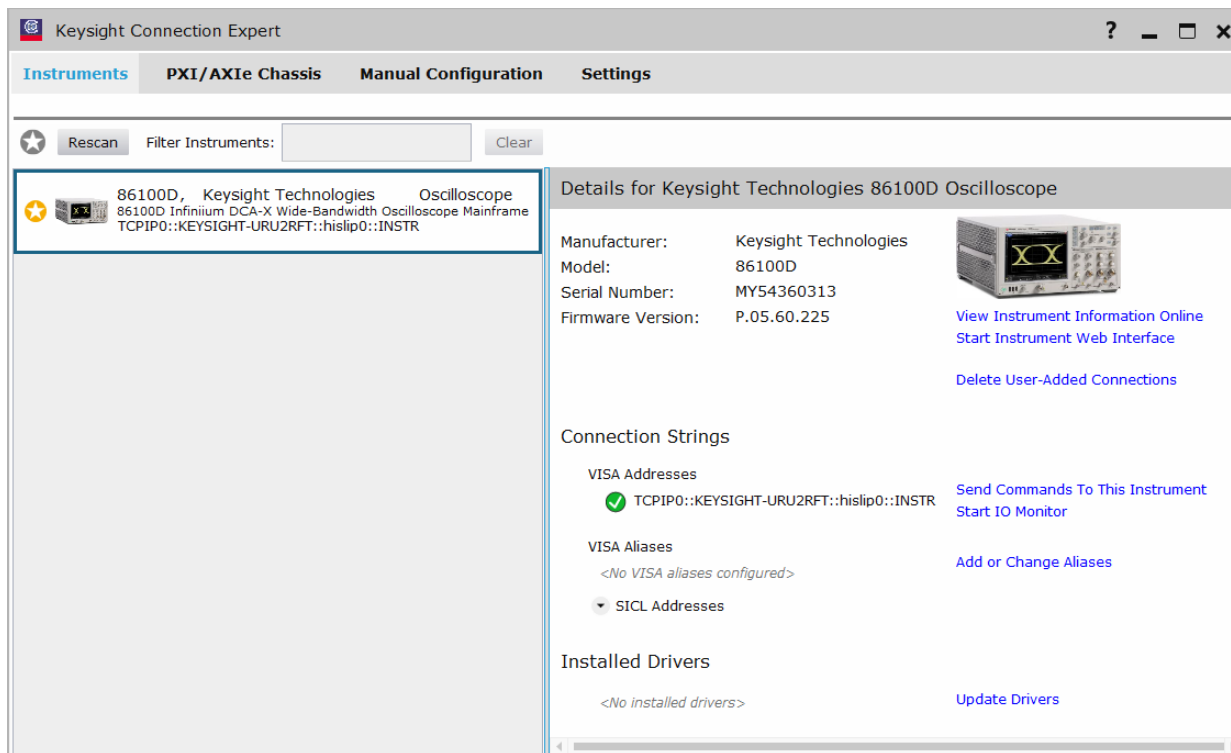 Keysight Connection Expert
Instruments PXI/AXIe Chassis Manual Configuration Settings
Rescan Filter Instruments: Clear
86100D, Keysight Technologies Oscilloscope
86100D Infiniium DCA-X Wide-Bandwidth Oscilloscope Mainframe
TCPIP0::KEYSIGHT-URU2RFT::hislip0::INSTR
Details for Keysight Technologies 86100D Oscilloscope
Manufacturer: Keysight Technologies
Model: 86100D
Serial Number: MY54360313
Firmware Version: P.05.60.225
View Instrument Information Online
Start Instrument Web Interface
Delete User-Added Connections
Connection Strings
VISA Addresses
TCPIP0::KEYSIGHT-URU2RFT::hislip0::INSTR
Send Commands To This Instrument
Start IO Monitor
VISA Aliases
<No VISA aliases configured>
Add or Change Aliases
SICL Addresses
Installed Drivers
<No installed drivers>
Update Drivers